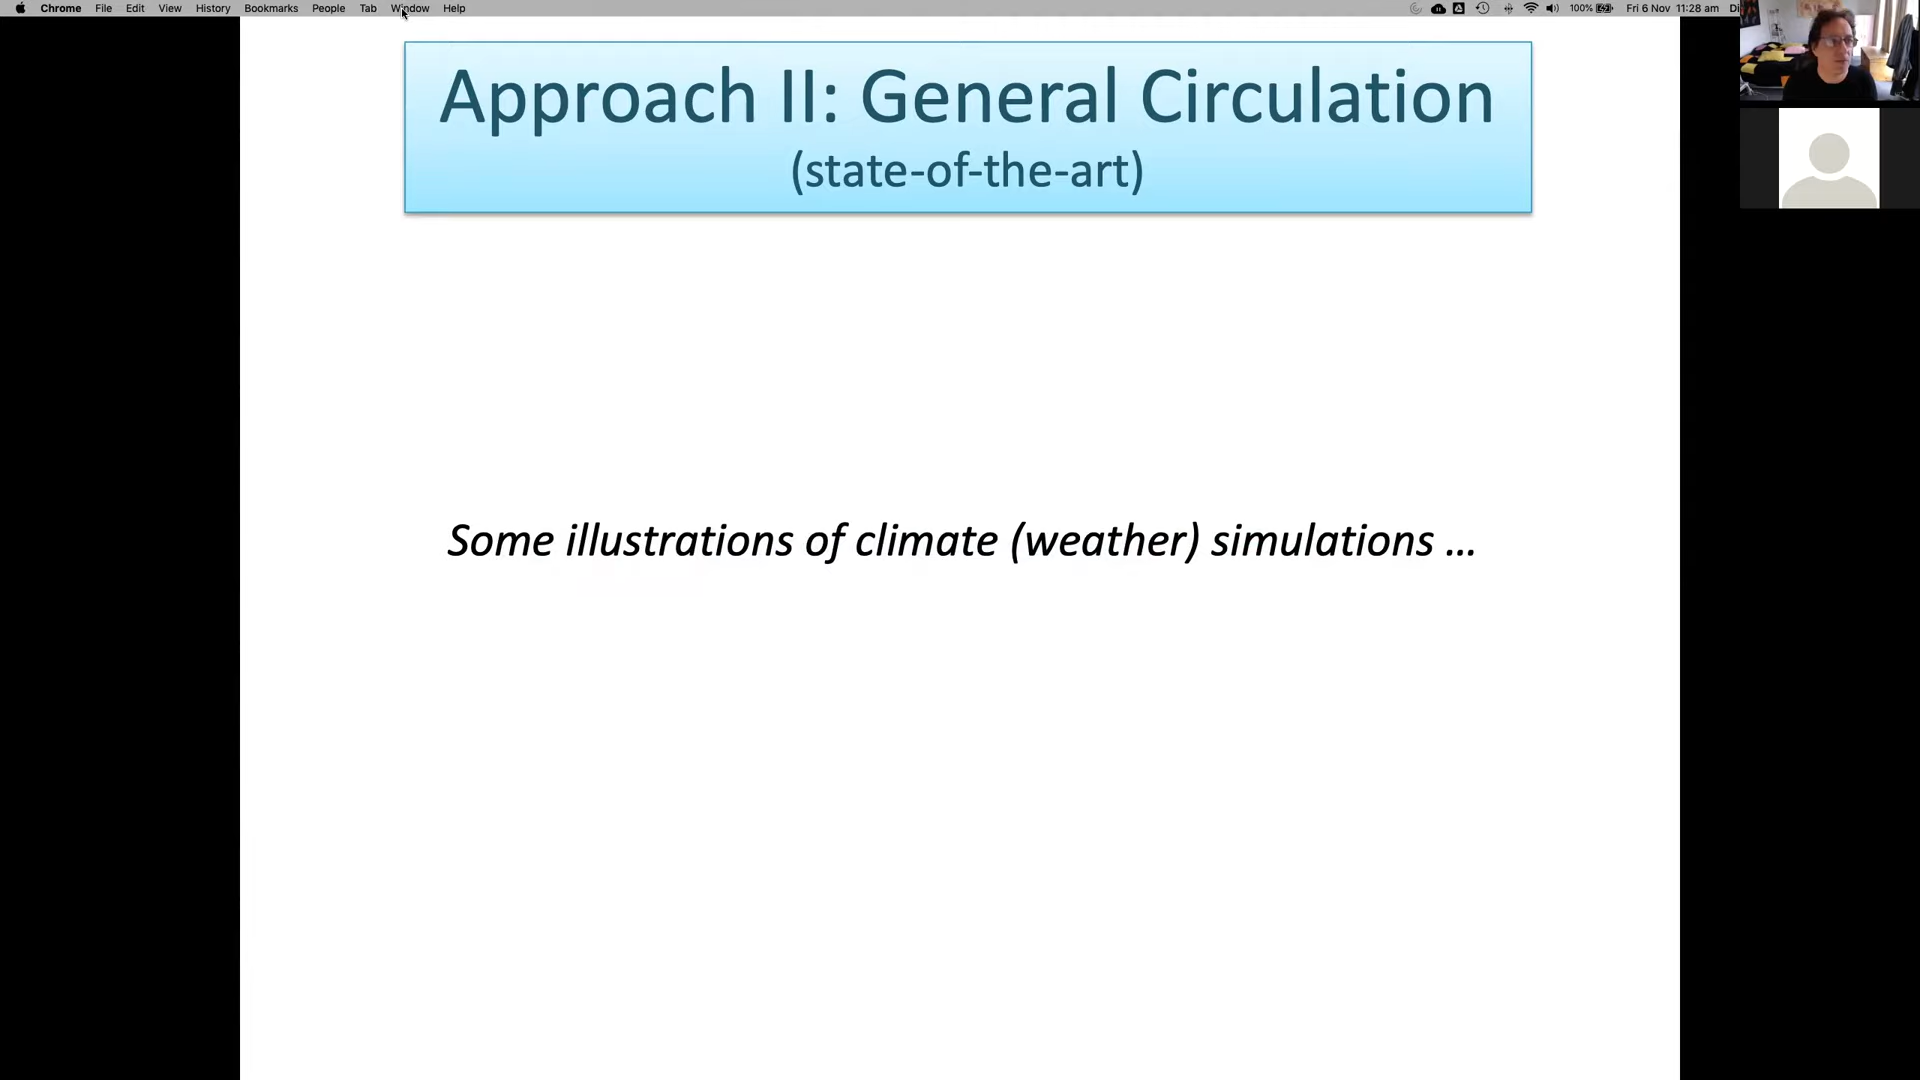 Chrome File Edit View History Bookmarks People Tab Window Help 100% Fri 6 Nov 11:28 am
Approach II: General Circulation
(state-of-the-art)
Some illustrations of climate (weather) simulations ...